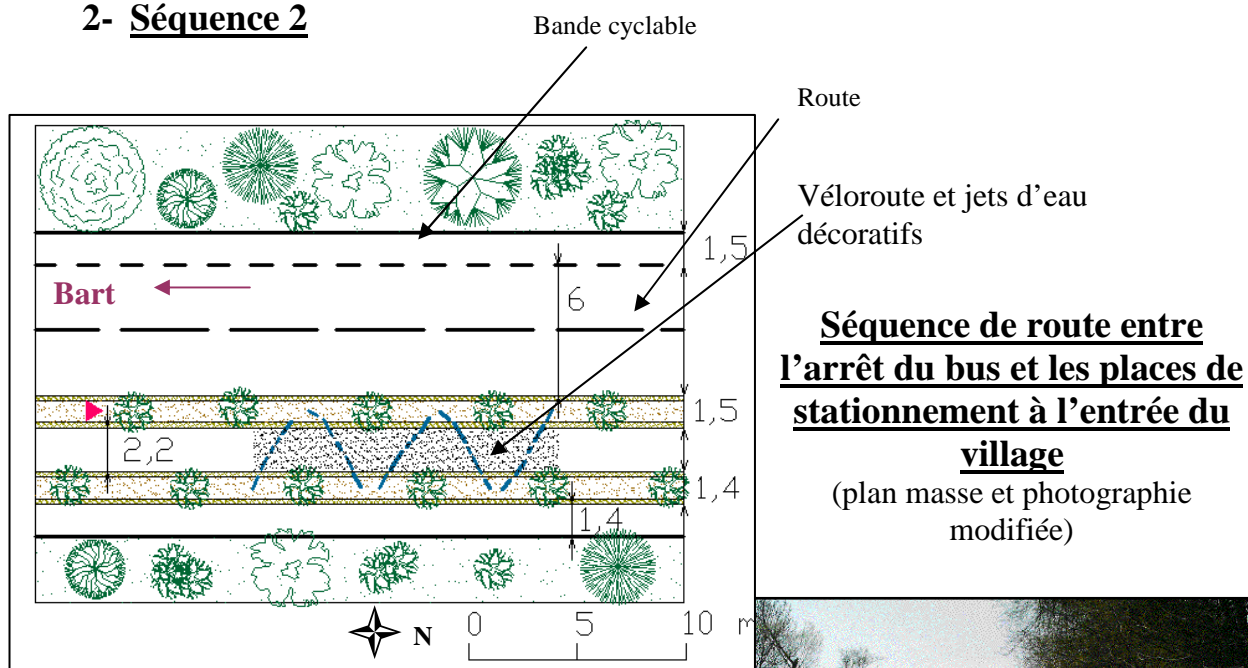 2- Séquence 2
Bande cyclable
Route
Véloroute et jets d’eau
décoratifs
1,5
Bart
6
Séquence de route entre
l’arrêt du bus et les places de
stationnement à l’entrée du
village
(plan masse et photographie
modifiée)
1,5
2,2
1,4
1,4
N
0 5 10 m